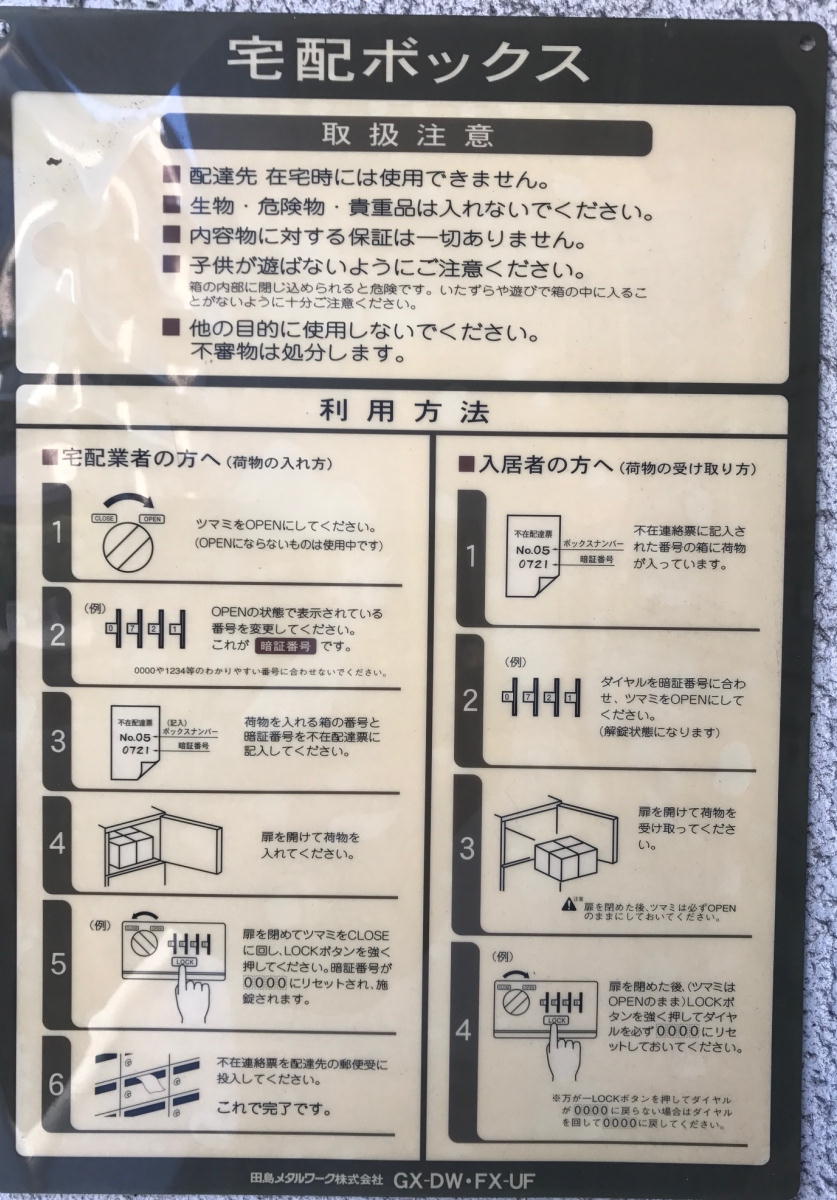 宅配ボックス
取扱注意
■配達先 在宅時には使用できません。
■生物・危険物・貴重品は入れないでください。
■内容物に対する保証は一切ありません。
■子供が遊ばないようにご注意ください。
箱の内部に閉じ込められると危険です。いたずらや遊びで箱の中に入るこ
とがないように十分ご注意ください。
■他の目的に使用しないでください。
不審物は処分します。
利用方法
■宅配業者の方へ(荷物の入れ方)
1
CLOSE OPEN
ツマミをOPENにしてください。
(OPENにならないものは使用中です)
2
(例)
0 7 2 1
OPENの状態で表示されている
番号を変更してください。
これが 暗証番号 です。
0000や1234等のわかりやすい番号に合わせないでください。
3
不在配達票
No.05
0721
(記入)
ボックスナンバー
暗証番号
荷物を入れる箱の番号と
暗証番号を不在配達票に
記入してください。
4
扉を開けて荷物を
入れてください。
5
(例)
CLOSE OPEN
LOCK
扉を閉めてツマミをCLOSE
に回し、LOCKボタンを強く
押してください。暗証番号が
0000にリセットされ、施
錠されます。
6
不在連絡票を配達先の郵便受に
投入してください。
これで完了です。
■入居者の方へ(荷物の受け取り方)
1
不在配達票
No.05
0721
ボックスナンバー
暗証番号
不在連絡票に記入さ
れた番号の箱に荷物
が入っています。
2
(例)
0 7 2 1
ダイヤルを暗証番号に合わ
せ、ツマミをOPENにして
ください。
(解錠状態になります)
3
扉を開けて荷物を
受け取ってくださ
い。
注意
扉を閉めた後、ツマミは必ずOPEN
のままにしておいてください。
4
(例)
CLOSE OPEN
LOCK
扉を閉めた後、(ツマミは
OPENのまま)LOCKボ
タンを強く押してダイヤ
ルを必ず0000にリセ
ットしておいてください。
※万が一LOCKボタンを押してダイヤル
が0000に戻らない場合はダイヤル
を回して0000に戻してください。
田島メタルワーク株式会社 GX-DW・FX-UF